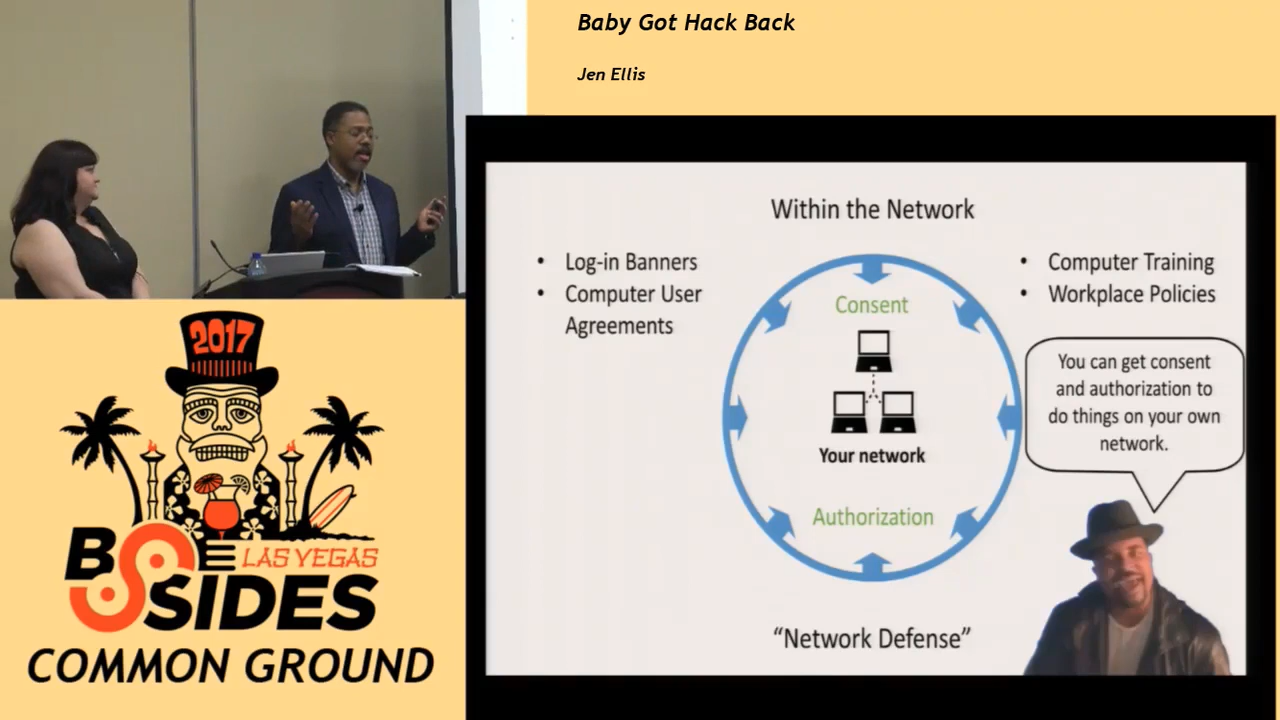 Baby Got Hack Back
Jen Ellis
Within the Network
• Log-in Banners
• Computer User
Agreements
• Computer Training
• Workplace Policies
Consent
You can get consent
and authorization to
do things on your own
network.
Your network
Authorization
“Network Defense”
2017
BSIDES
LAS VEGAS
COMMON GROUND